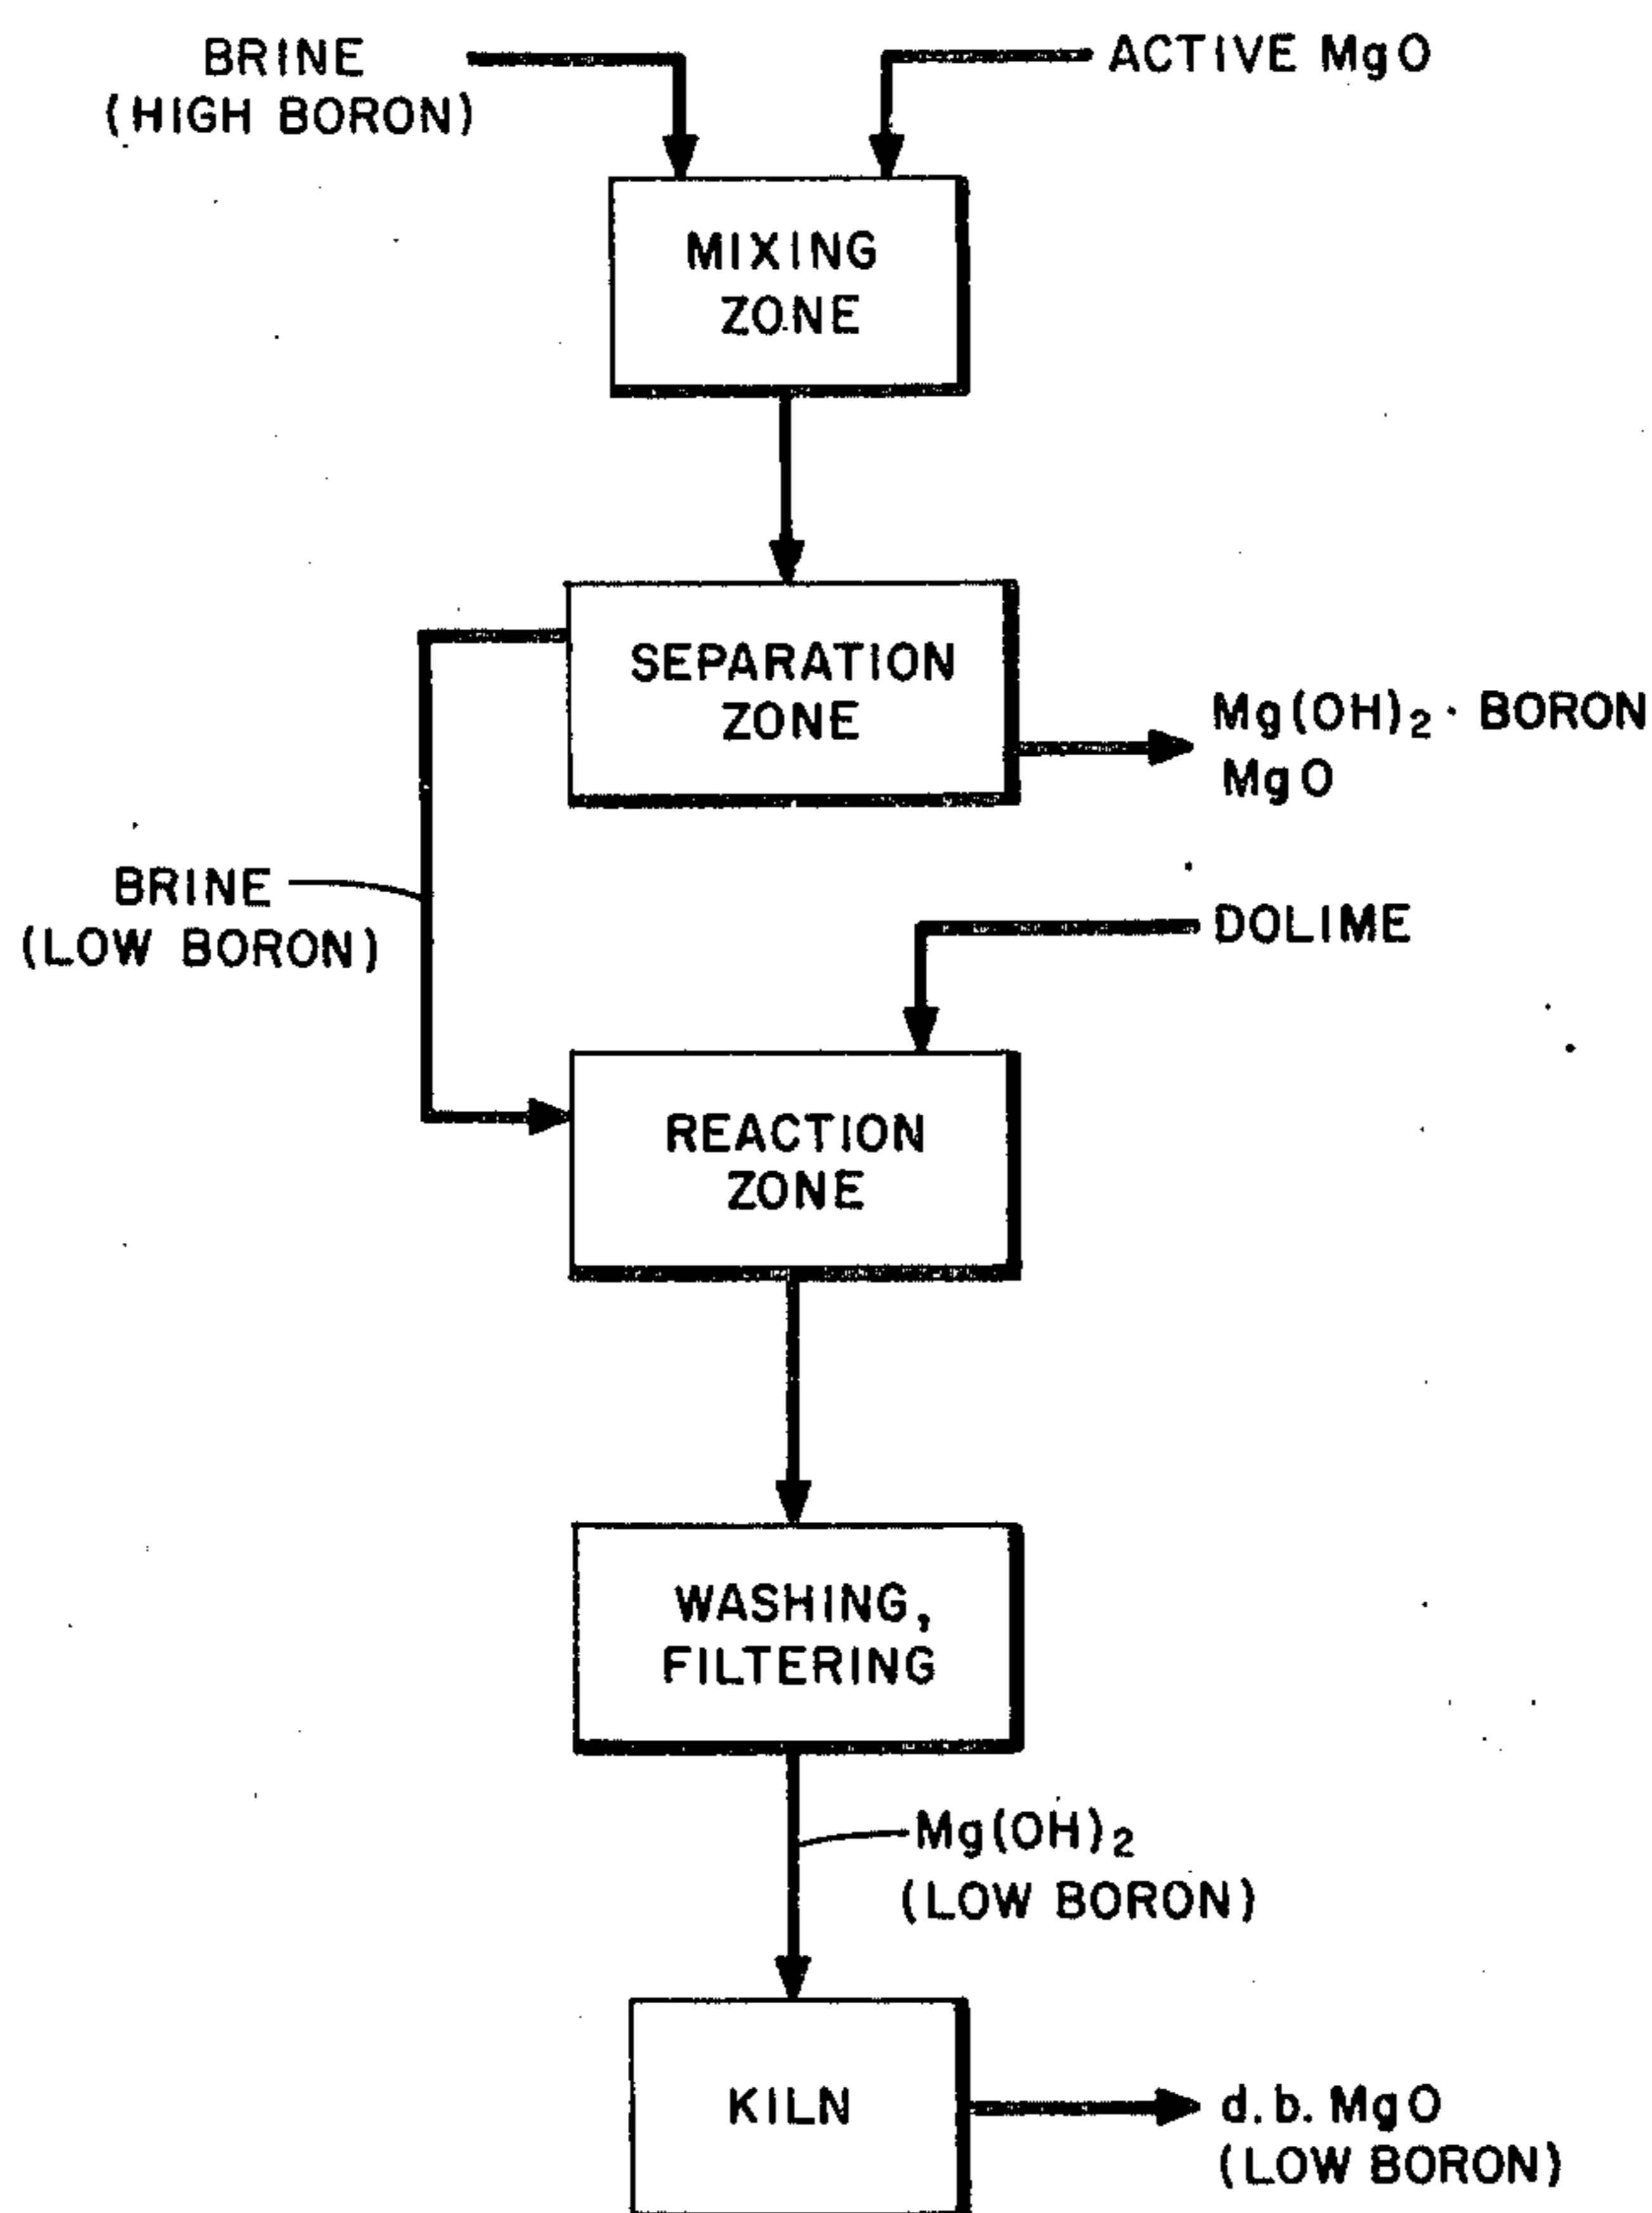 BRINE
(HIGH BORON)
ACTIVE MgO
MIXING
ZONE
SEPARATION
ZONE
Mg(OH)₂ · BORON
MgO
BRINE
(LOW BORON)
DOLIME
REACTION
ZONE
WASHING,
FILTERING
Mg(OH)₂
(LOW BORON)
KILN
d.b. MgO
(LOW BORON)